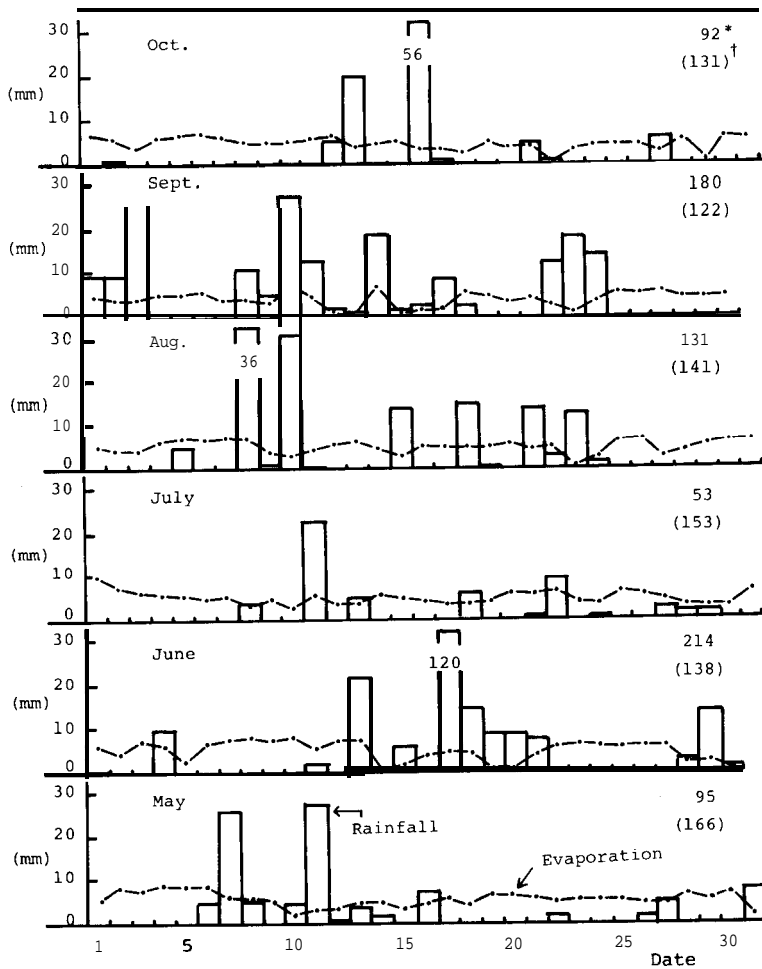 30
Oct.
92*
56
(131)†
20
(mm)
10
0
30
Sept.
180
(122)
20
(mm)
10
0
30
Aug.
131
36
(141)
20
(mm)
10
0
30
July
53
(153)
20
(mm)
10
0
30
June
214
120
(138)
20
(mm)
10
0
30
May
95
Rainfall
(166)
20
(mm)
Evaporation
10
0
1 5 10 15 20 25 30
Date